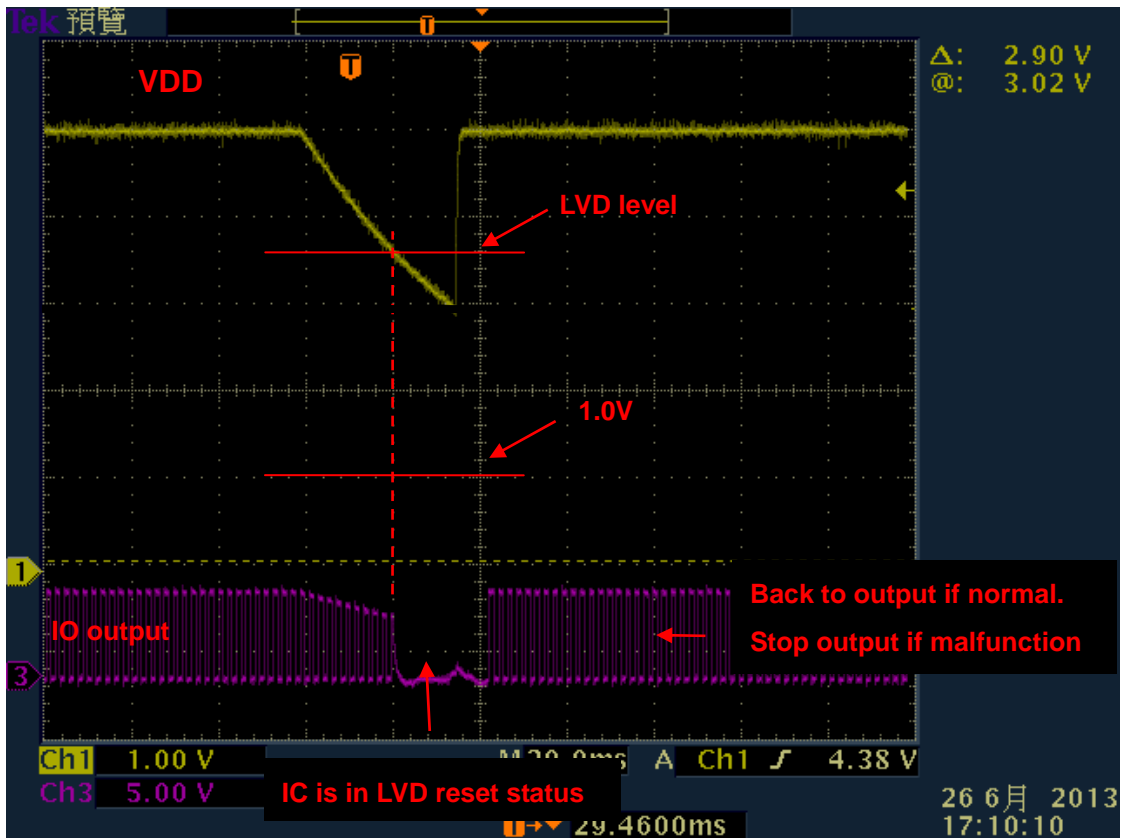 Tek 預覽
T
T
Δ: 2.90 V
@: 3.02 V
VDD
LVD level
1.0V
1
Back to output if normal.
IO output
Stop output if malfunction
3
Ch1 1.00 V A Ch1 4.38 V
Ch3 5.00 V
IC is in LVD reset status
T 29.4600ms
26 6月 2013
17:10:10